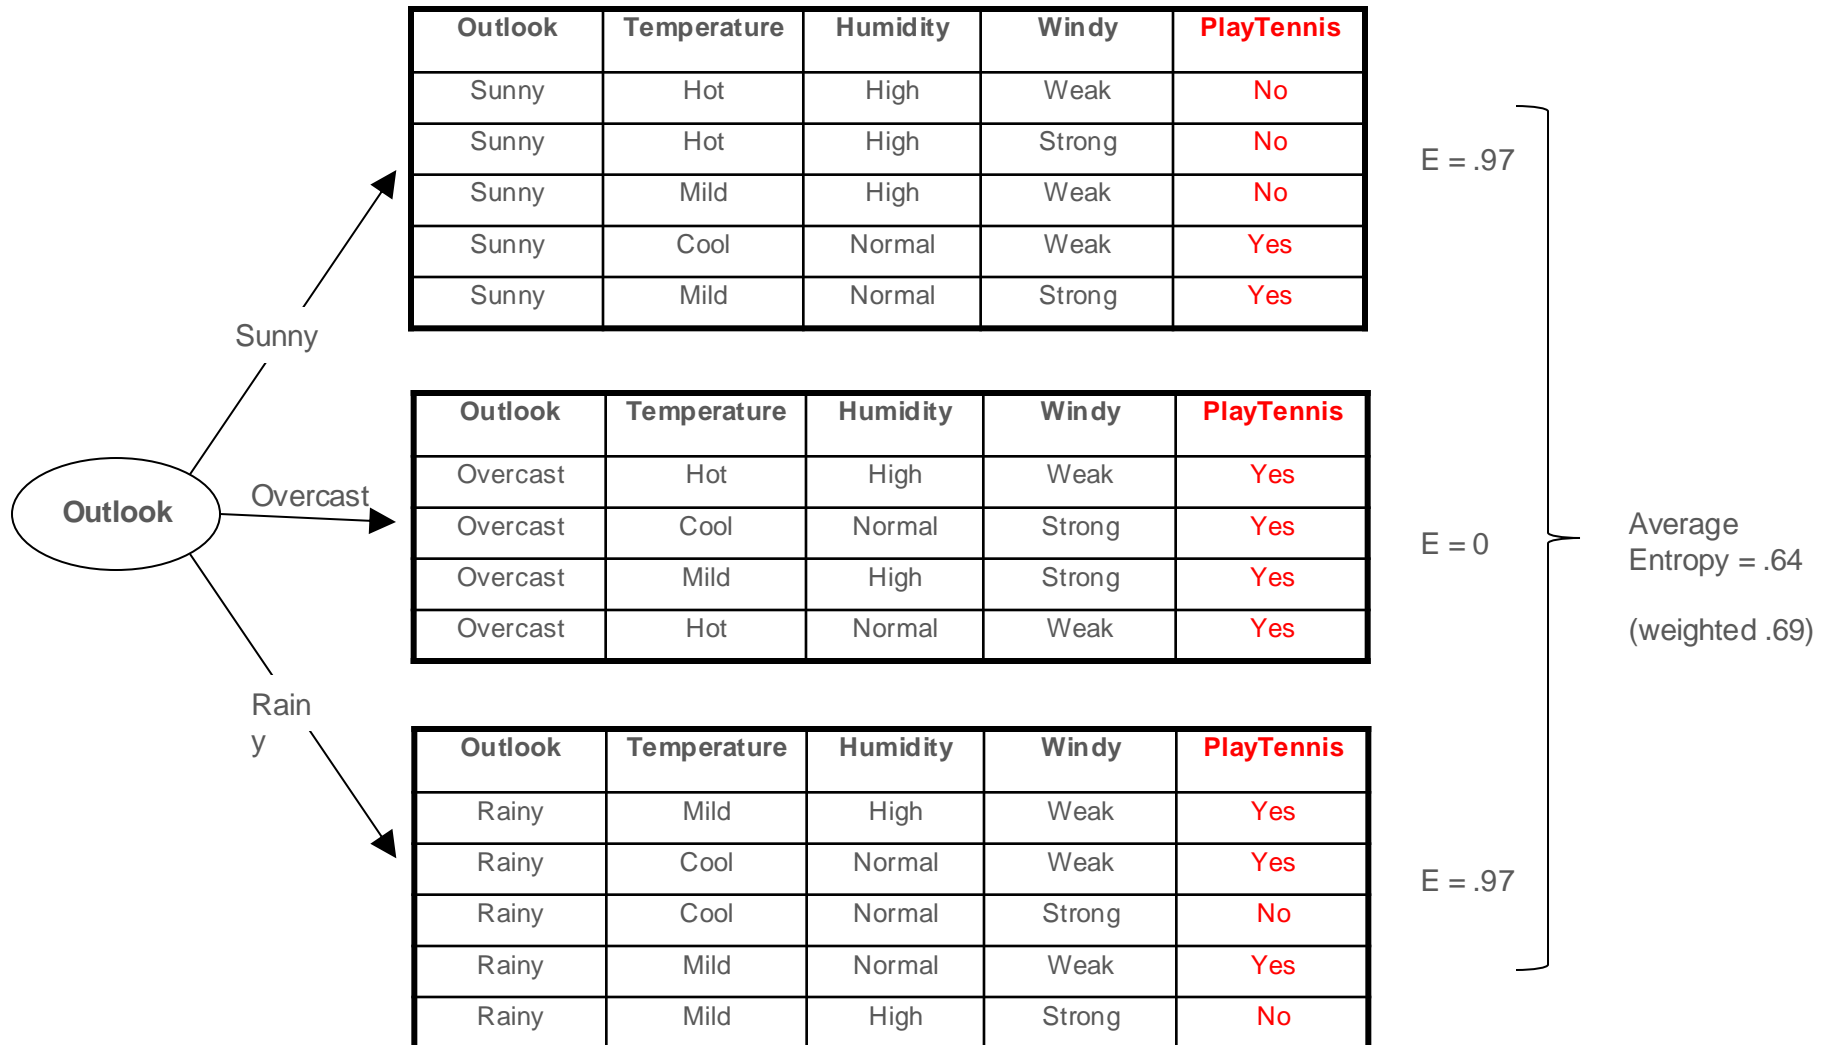 Outlook Temperature Humidity Windy PlayTennis
Sunny Hot High Weak No
Sunny Hot High Strong No
Sunny Mild High Weak No
Sunny Cool Normal Weak Yes
Sunny Mild Normal Strong Yes
E = .97
Sunny
Outlook Temperature Humidity Windy PlayTennis
Overcast Hot High Weak Yes
Overcast Cool Normal Strong Yes
Overcast Mild High Strong Yes
Overcast Hot Normal Weak Yes
E = 0
Outlook
Overcast
Average
Entropy = .64
(weighted .69)
Rain
y
Outlook Temperature Humidity Windy PlayTennis
Rainy Mild High Weak Yes
Rainy Cool Normal Weak Yes
Rainy Cool Normal Strong No
Rainy Mild Normal Weak Yes
Rainy Mild High Strong No
E = .97